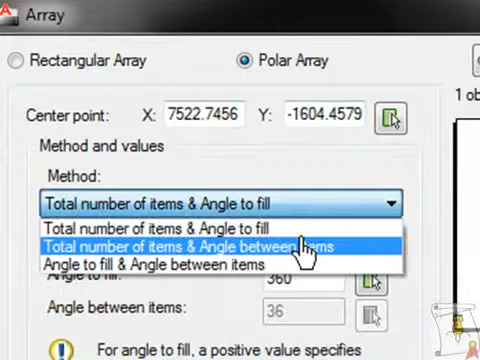 Array
Rectangular Array Polar Array
Center point: X: 7522.7456 Y: -1604.4579
1 ob
Method and values
Method:
Total number of items & Angle to fill
Total number of items & Angle to fill
Total number of items & Angle between items
Angle to fill & Angle between items
Angle to fill: 360
Angle between items: 36
For angle to fill, a positive value specifies